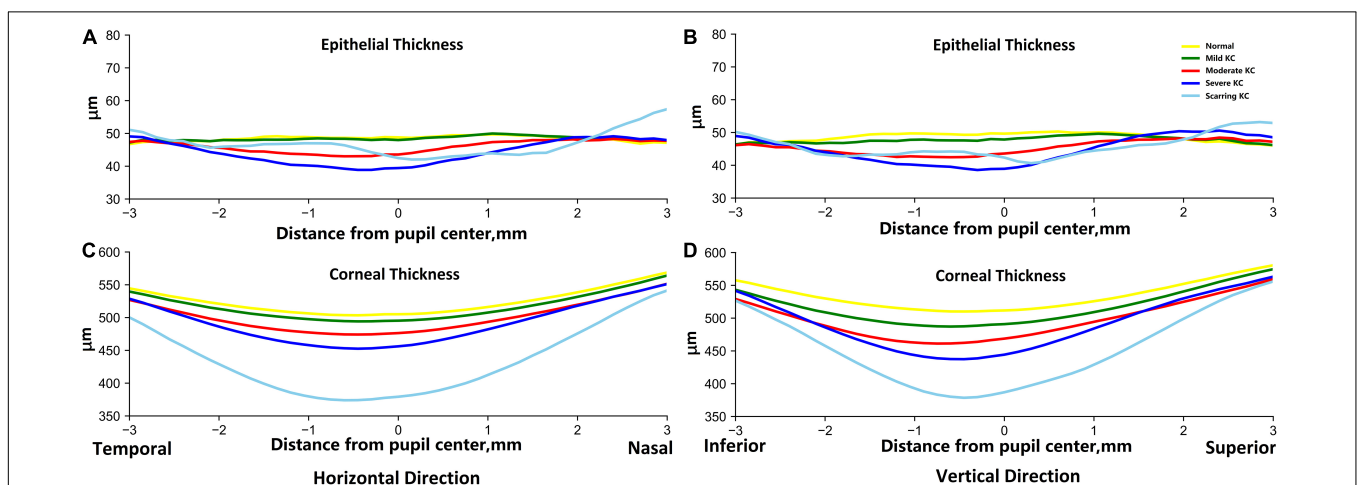 A
Epithelial Thickness
80
70
60
50
40
30
μm
−3 −2 −1 0 1 2 3
Distance from pupil center,mm
B
Epithelial Thickness
80
70
60
50
40
30
μm
−3 −2 −1 0 1 2 3
Distance from pupil center,mm
Normal
Mild KC
Moderate KC
Severe KC
Scarring KC
C
Corneal Thickness
600
550
500
450
400
350
μm
−3 −2 −1 0 1 2 3
Temporal Distance from pupil center,mm Nasal
Horizontal Direction
D
Corneal Thickness
600
550
500
450
400
350
μm
−3 −2 −1 0 1 2 3
Inferior Distance from pupil center,mm Superior
Vertical Direction